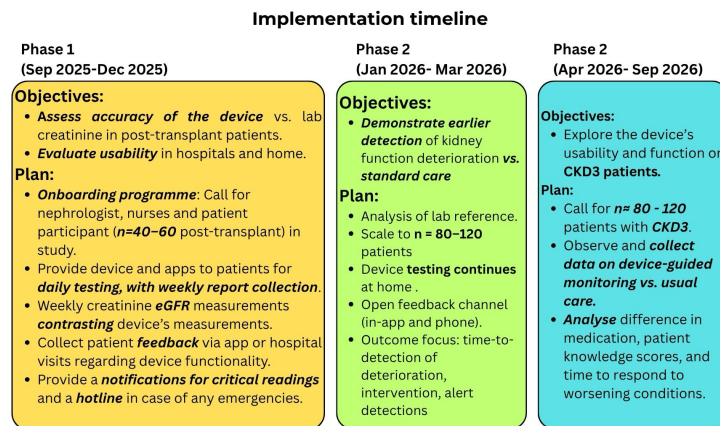 Implementation timeline
Phase 1
(Sep 2025-Dec 2025)
Objectives:
• Assess accuracy of the device vs. lab
creatinine in post-transplant patients.
• Evaluate usability in hospitals and home.
Plan:
• Onboarding programme: Call for
nephrologist, nurses and patient
participant (n=40–60 post-transplant) in
study.
• Provide device and apps to patients for
daily testing, with weekly report collection.
• Weekly creatinine eGFR measurements
contrasting device's measurements.
• Collect patient feedback via app or hospital
visits regarding device functionality.
• Provide a notifications for critical readings
and a hotline in case of any emergencies.
Phase 2
(Jan 2026- Mar 2026)
Objectives:
• Demonstrate earlier
detection of kidney
function deterioration vs.
standard care
Plan:
• Analysis of lab reference.
• Scale to n = 80–120
patients
• Device testing continues
at home .
• Open feedback channel
(in-app and phone).
• Outcome focus: time-to-
detection of
deterioration,
intervention, alert
detections
Phase 2
(Apr 2026- Sep 2026)
Objectives:
• Explore the device's
usability and function on
CKD3 patients.
Plan:
• Call for n≈ 80 - 120
patients with CKD3.
• Observe and collect
data on device-guided
monitoring vs. usual
care.
• Analyse difference in
medication, patient
knowledge scores, and
time to respond to
worsening conditions.